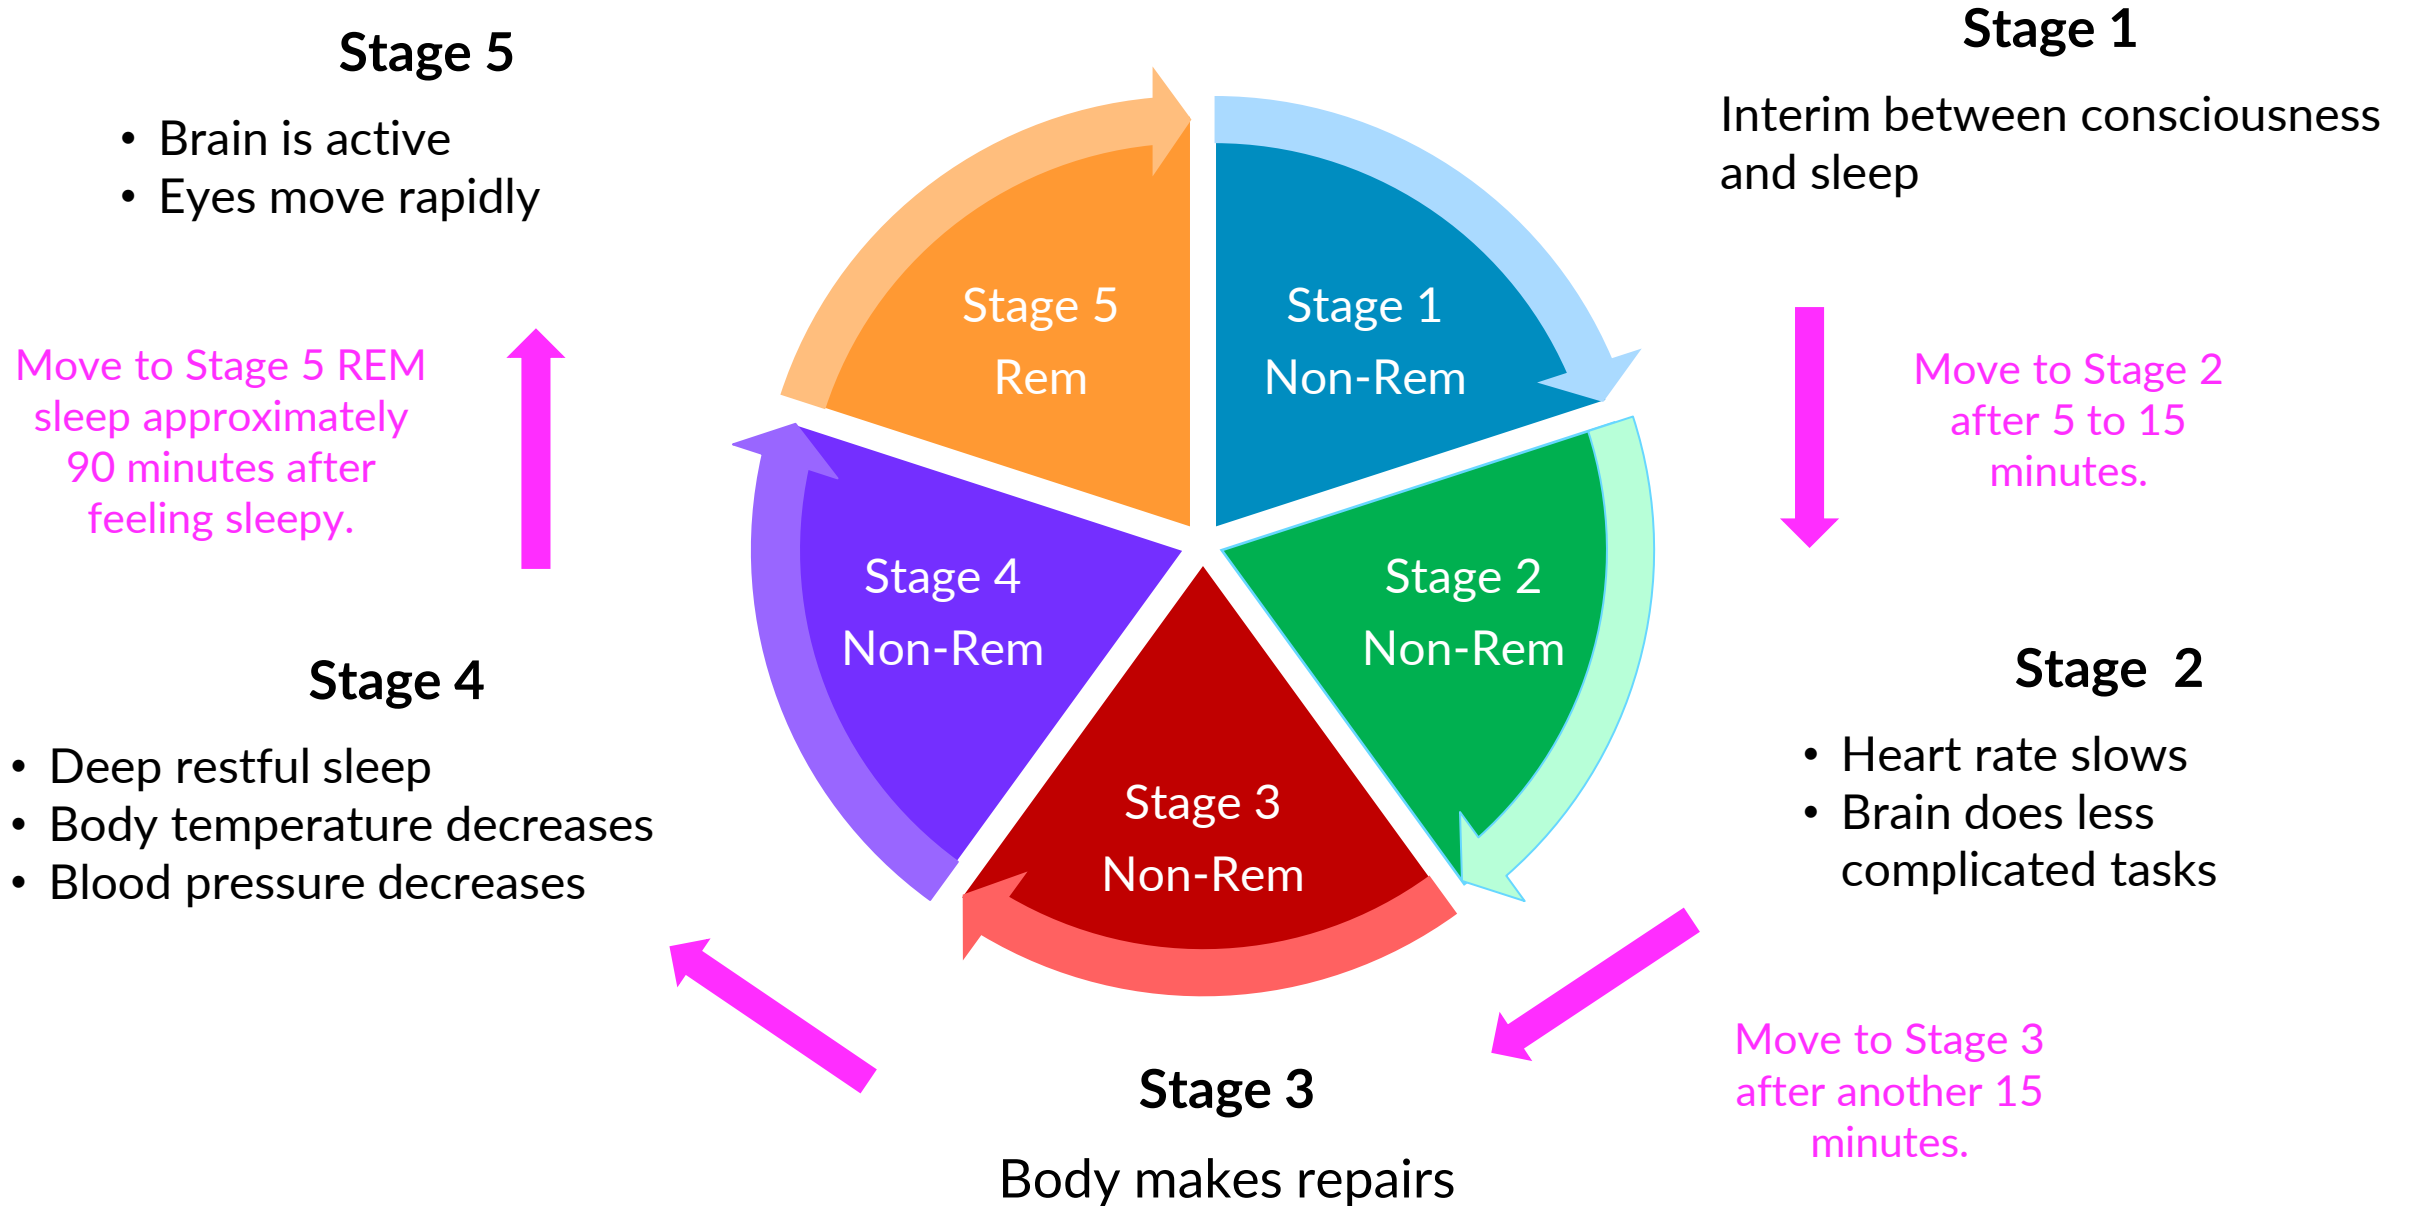 Stage 5
• Brain is active
• Eyes move rapidly
Stage 1
Interim between consciousness
and sleep
Stage 5
Rem
Stage 1
Non-Rem
Move to Stage 5 REM
sleep approximately
90 minutes after
feeling sleepy.
Move to Stage 2
after 5 to 15
minutes.
Stage 4
Non-Rem
Stage 2
Non-Rem
Stage 4
• Deep restful sleep
• Body temperature decreases
• Blood pressure decreases
Stage 2
• Heart rate slows
• Brain does less
complicated tasks
Stage 3
Non-Rem
Move to Stage 3
after another 15
minutes.
Stage 3
Body makes repairs